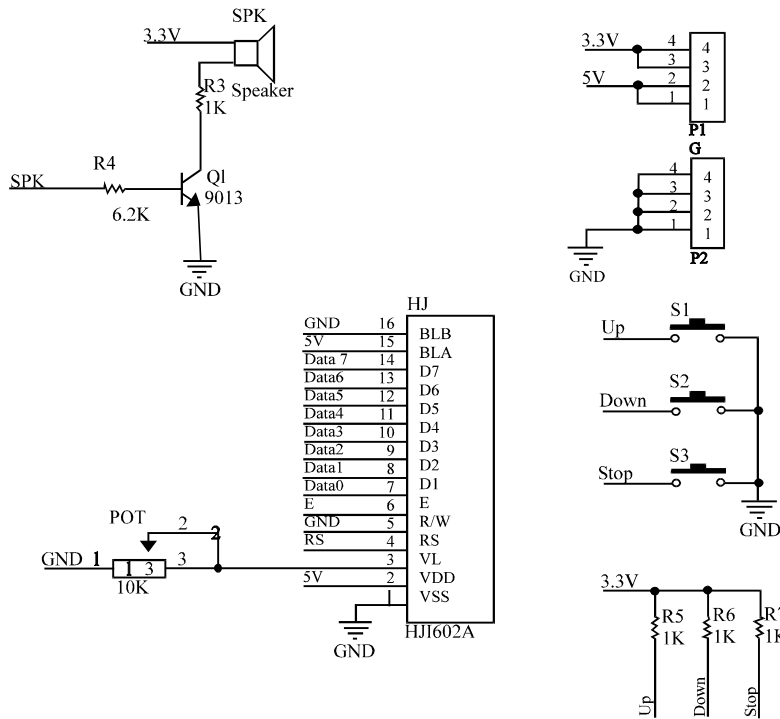 SPK
3.3V
R3
1K
Speaker
R4
Q1
SPK
9013
6.2K
GND
3.3V 4 4
3 3
5V 2 2
1 1
P1
G
4 4
3 3
2 2
1 1
GND
P2
HJ
GND 16 BLB
5V 15 BLA
Data 7 14 D7
Data6 13 D6
Data5 12 D5
Data4 11 D4
Data3 10 D3
Data2 9 D2
Data1 8 D1
Data0 7
E 6 E
GND 5 R/W
RS 4 RS
3 VL
5V 2 VDD
1 VSS
GND
HJI602A
POT
2 2
GND 1 1 3 3
10K
S1
Up
S2
Down
S3
Stop
GND
3.3V
R5 R6
1K 1K
Up Down Stop